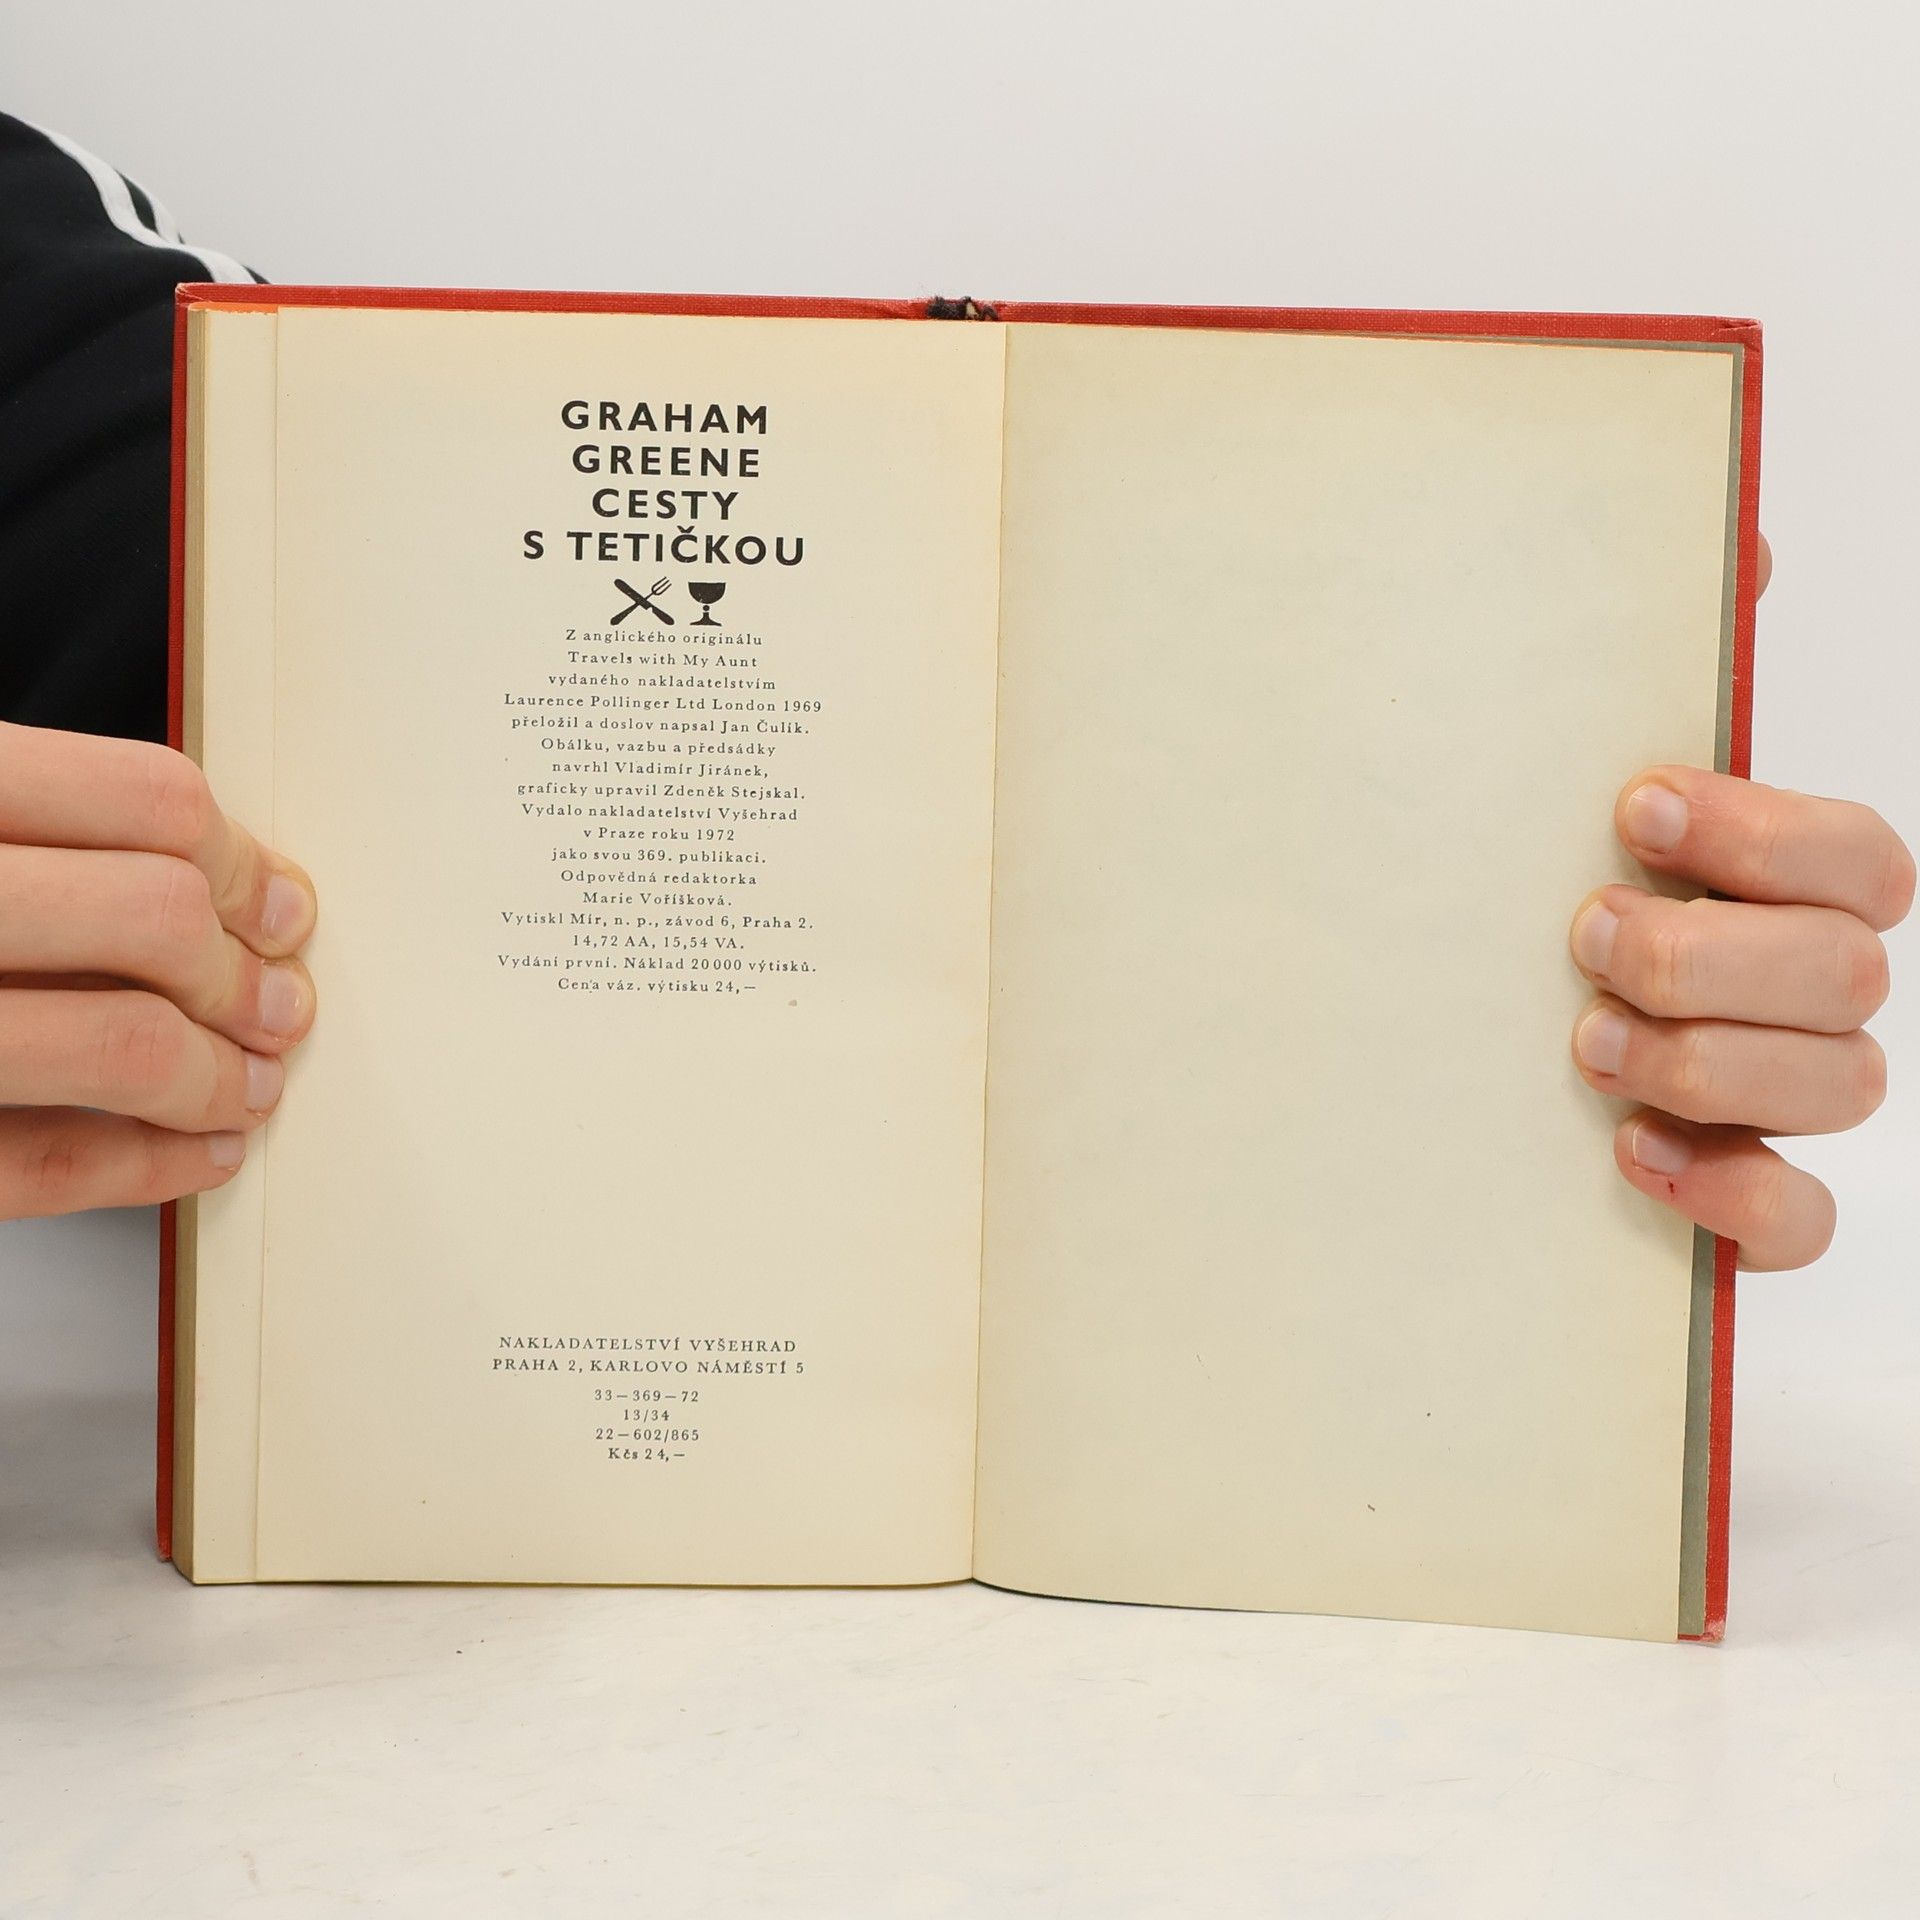 GRAHAM
GREENE
CESTY
S TETIČKOU
Z anglického originálu
Travels with My Aunt
vydaného nakladatelstvím
Laurence Pollinger Ltd London 1969
přeložil a doslov napsal Jan Čulík.
Obálku, vazbu a předsádky
navrhl Vladimír Jiránek,
graficky upravil Zdeněk Stejskal.
Vydalo nakladatelství Vyšehrad
v Praze roku 1972
jako svou 369. publikaci.
Odpovědná redaktorka
Marie Voříšková.
Vytiskl Mír, n. p., závod 6, Praha 2.
14,72 AA, 15,54 VA.
Vydání první. Náklad 20000 výtisků.
Cena váz. výtisku 24,—
NAKLADATELSTVÍ VYŠEHRAD
PRAHA 2, KARLOVO NÁMĚSTÍ 5
33—369—72
13/34
22—602/865
Kčs 24,—